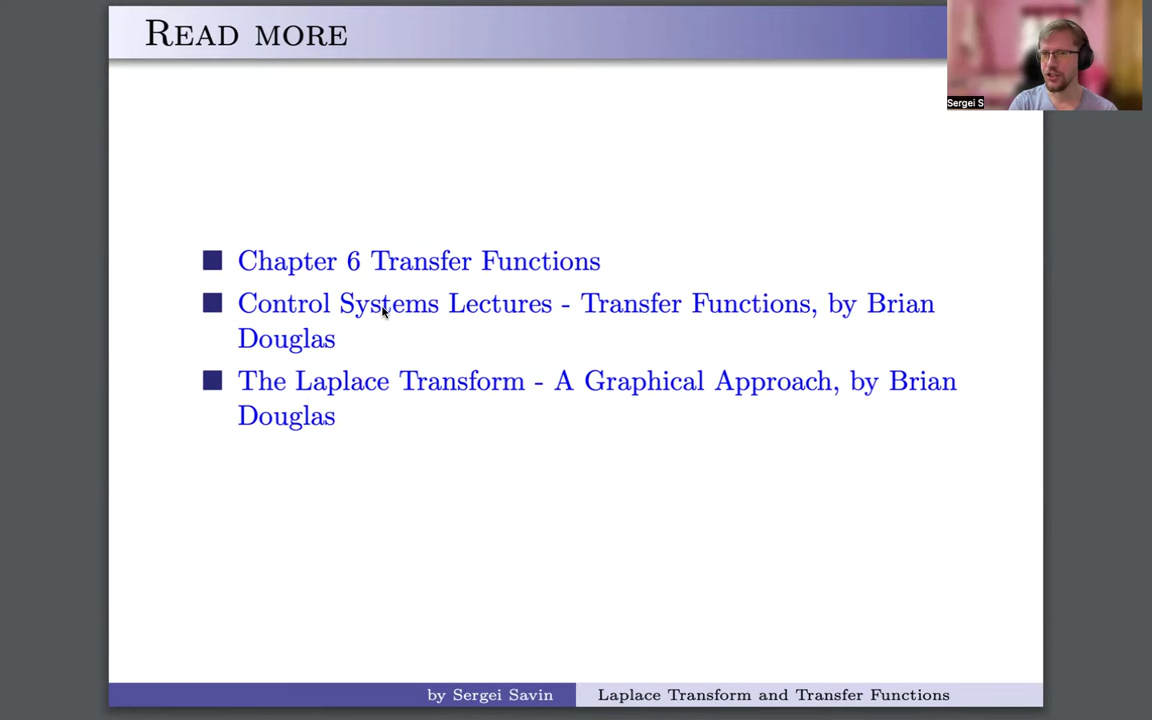 READ MORE
Sergei S
Chapter 6 Transfer Functions
Control Systems Lectures - Transfer Functions, by Brian
Douglas
The Laplace Transform - A Graphical Approach, by Brian
Douglas
by Sergei Savin
Laplace Transform and Transfer Functions